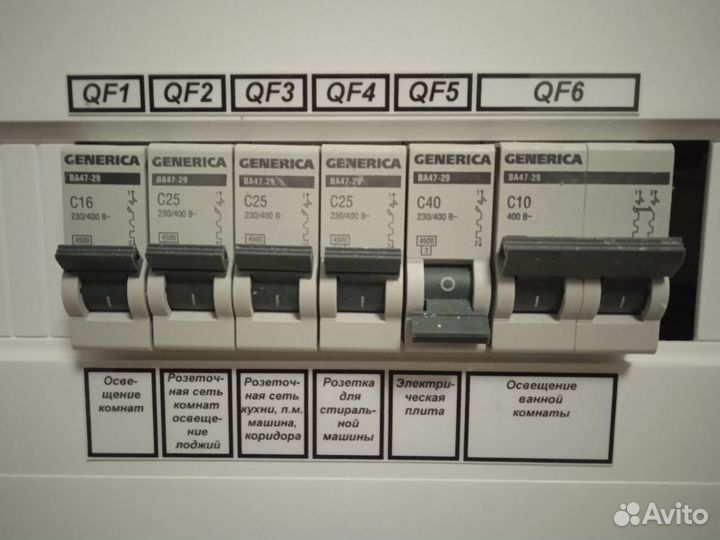 QF1 QF2 QF3 QF4 QF5 QF6
GENERICA GENERICA GENERICA GENERICA GENERICA GENERICA
ВА47-29 ВА47-29 ВА47-29 ВА47-29 ВА47-29 ВА47-29
C16 C25 C25 C25 C40 C10
230/400 В~ 230/400 В~ 230/400 В~ 230/400 В~ 230/400 В~ 400 В~
4500 4500 4500 4500 4500
3
Осве-
щение
комнат
Розеточ-
ная сеть
комнат
освеще-
ние
лоджий
Розеточ-
ная сеть
кухни, п.м.
машина,
коридора
Розетка
для
стираль-
ной
машины
Электри-
ческая
плита
Освещение
ванной
комнаты
Avito